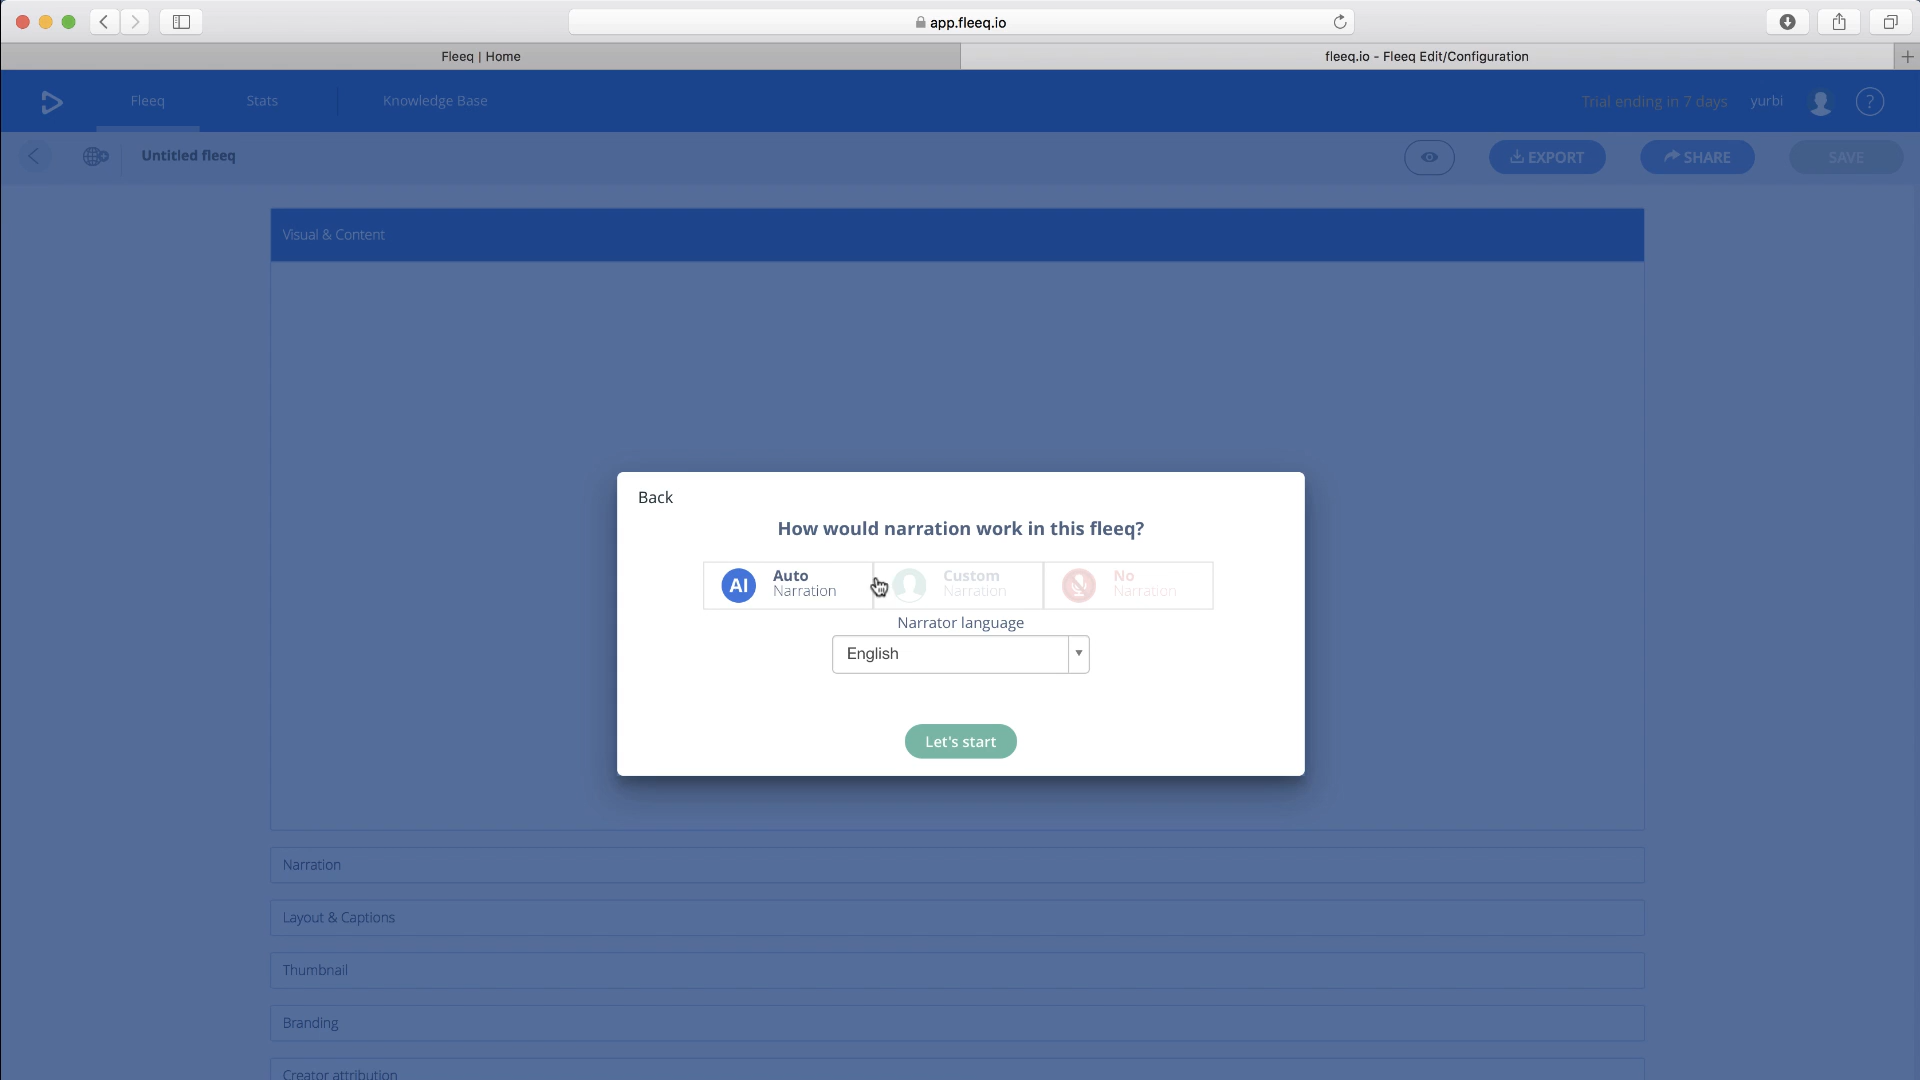 app.fleeq.io
Fleeq | Home
fleeq.io - Fleeq Edit/Configuration
Fleeq
Stats
Knowledge Base
Trial ending in 7 days
yurbi
?
Untitled fleeq
EXPORT
SHARE
SAVE
Visual & Content
Back
How would narration work in this fleeq?
AI
Auto
Narration
Custom
Narration
No
Narration
Narrator language
English
Let's start
Narration
Layout & Captions
Thumbnail
Branding
Creator attribution